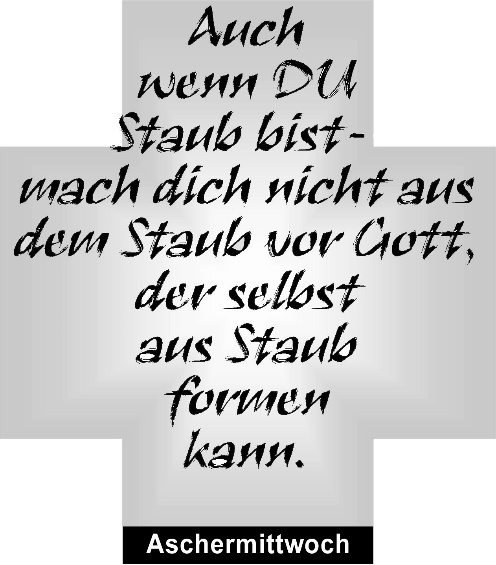 Auch
wenn DU
Staub bist-
mach dich nicht aus
dem Staub vor Gott,
der selbst
aus Staub
formen
kann.
Aschermittwoch